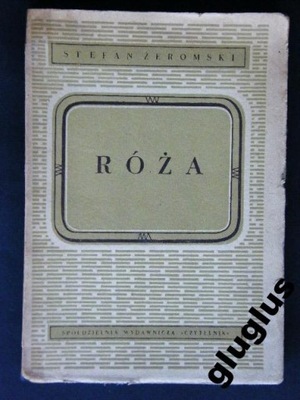 STEFAN ŻEROMSKI
RÓŻA
SPÓŁDZIELNIA WYDAWNICZA «CZYTELNIK»
gluglus